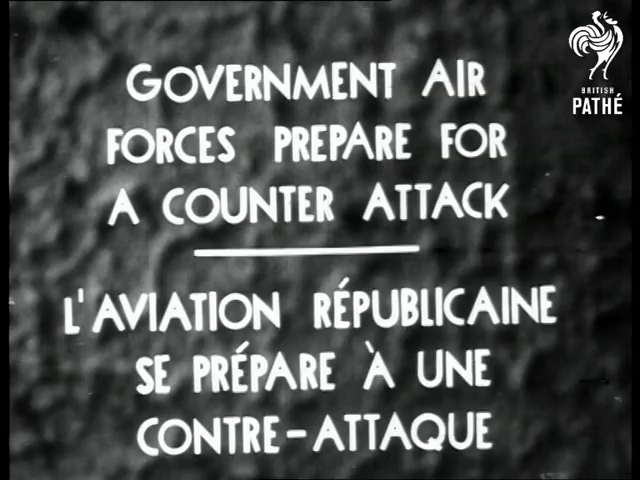 BRITISH
PATHÉ
GOVERNMENT AIR
FORCES PREPARE FOR
A COUNTER ATTACK
L'AVIATION RÉPUBLICAINE
SE PRÉPARE À UNE
CONTRE-ATTAQUE